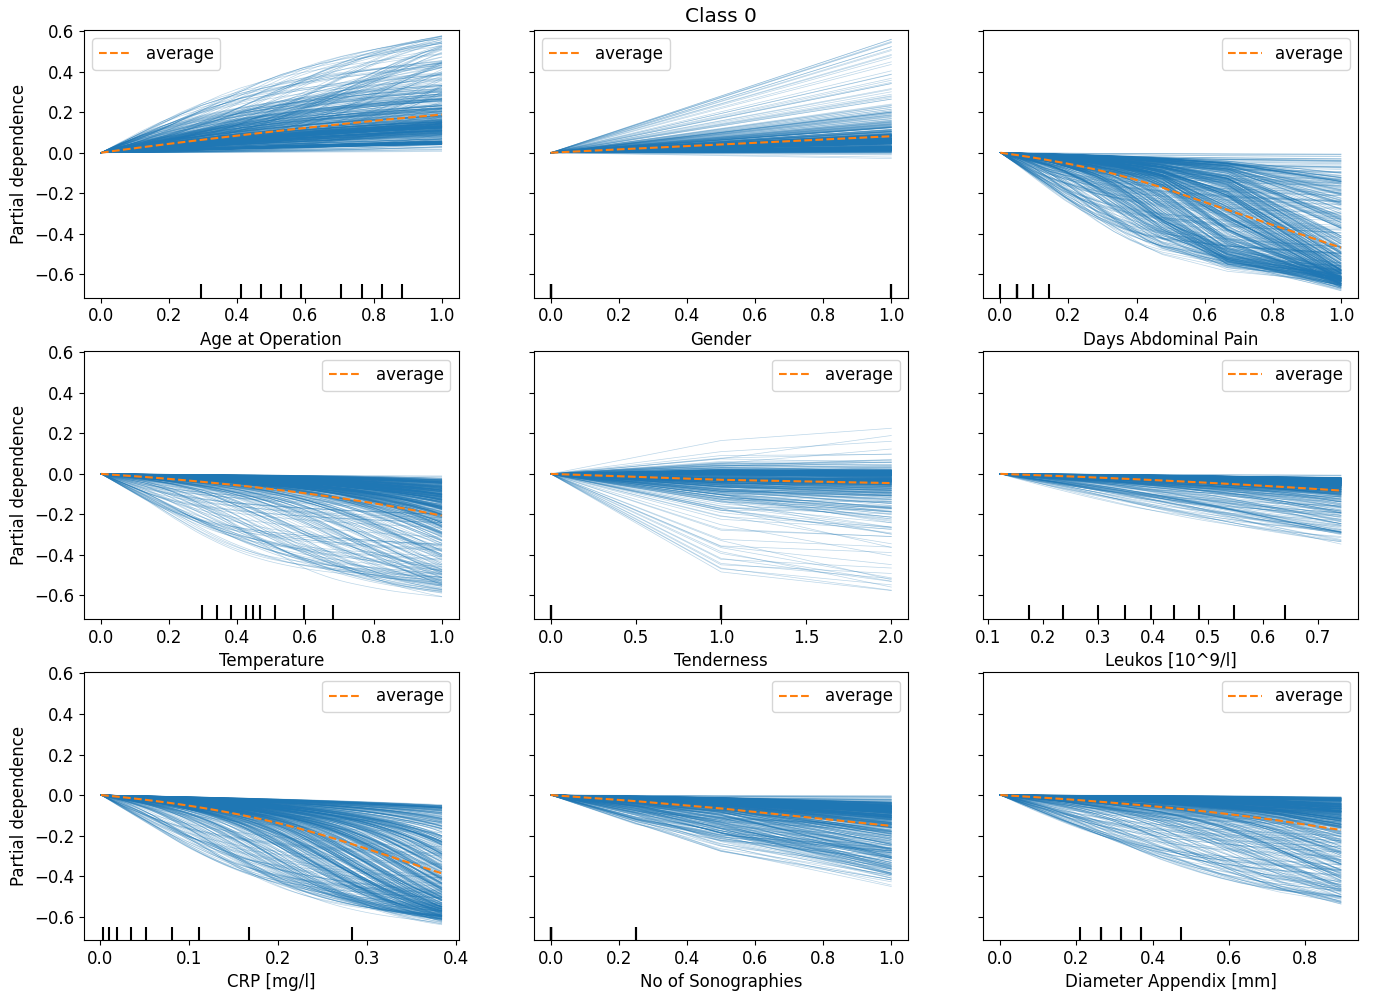 Class 0
0.6
0.4
0.2
0.0
−0.2
−0.4
−0.6
Partial dependence
average
0.0 0.2 0.4 0.6 0.8 1.0
Age at Operation
average
0.0 0.2 0.4 0.6 0.8 1.0
Gender
average
0.0 0.2 0.4 0.6 0.8 1.0
Days Abdominal Pain
0.6
0.4
0.2
0.0
−0.2
−0.4
−0.6
Partial dependence
average
0.0 0.2 0.4 0.6 0.8 1.0
Temperature
average
0.0 0.5 1.0 1.5 2.0
Tenderness
average
0.1 0.2 0.3 0.4 0.5 0.6 0.7
Leukos [10^9/l]
0.6
0.4
0.2
0.0
−0.2
−0.4
−0.6
Partial dependence
average
0.0 0.1 0.2 0.3 0.4
CRP [mg/l]
average
0.0 0.2 0.4 0.6 0.8 1.0
No of Sonographies
average
0.0 0.2 0.4 0.6 0.8
Diameter Appendix [mm]